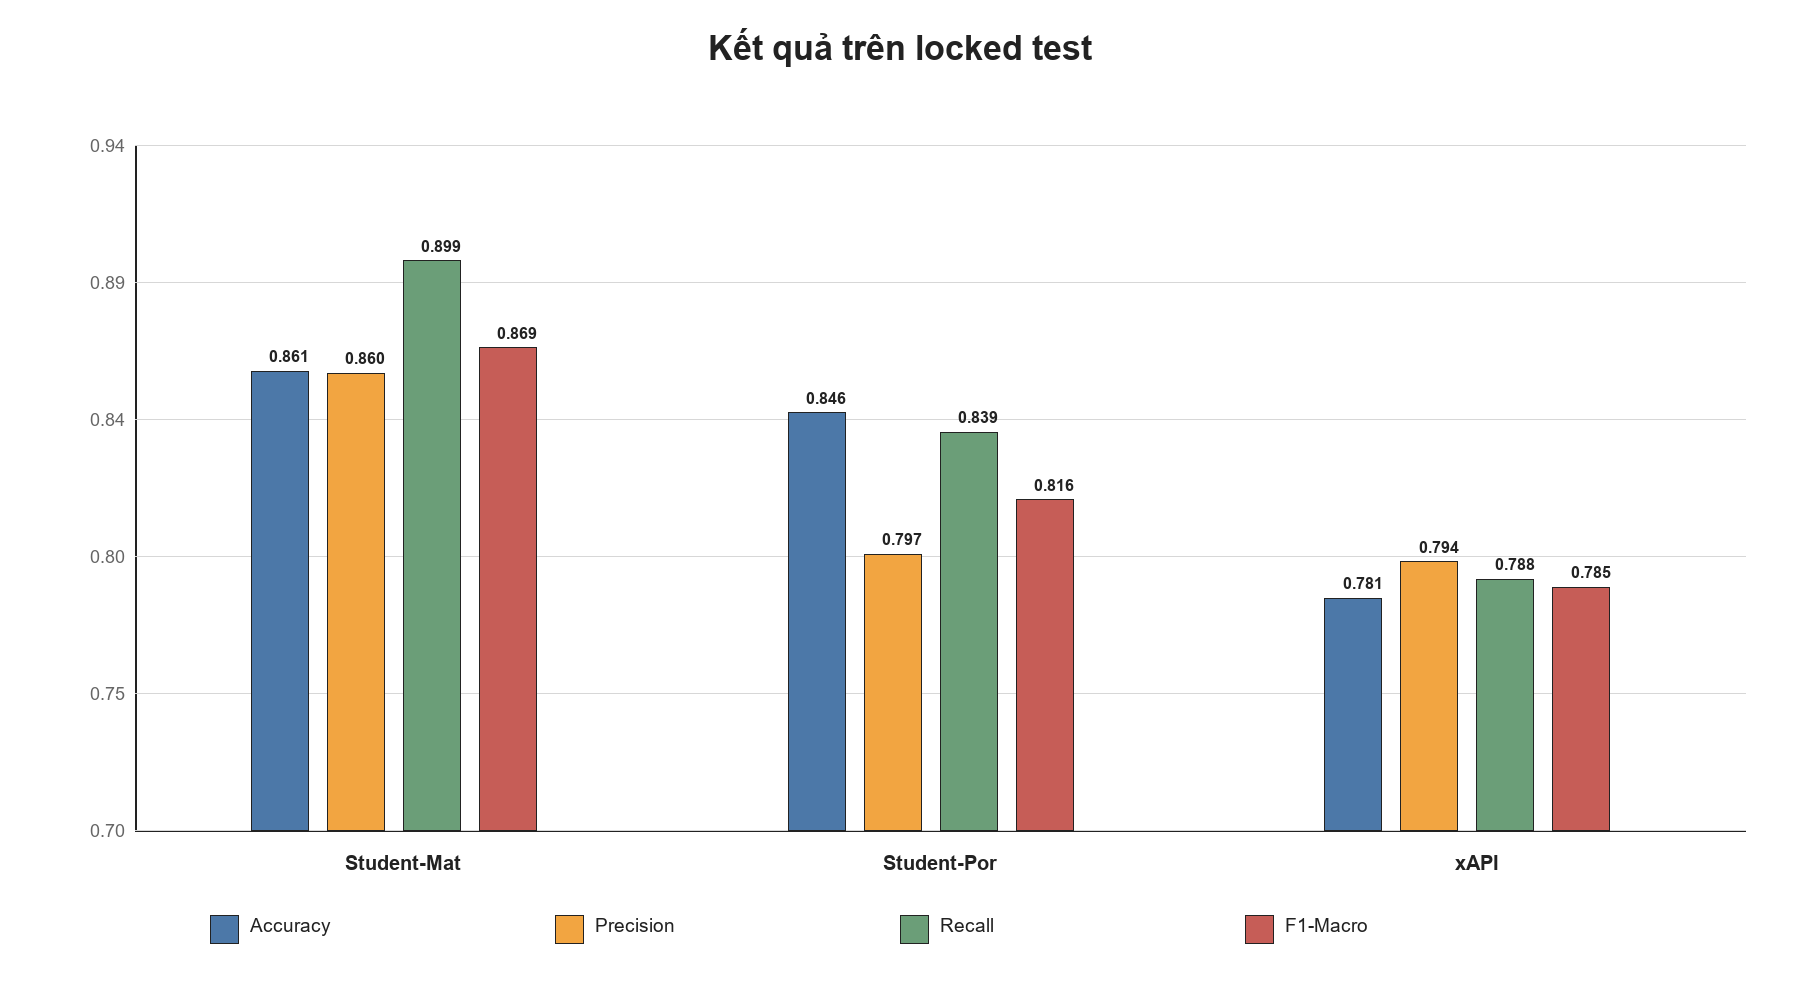 Kết quả trên locked test
0.94
0.89
0.84
0.80
0.75
0.70
0.861
0.860
0.899
0.869
0.846
0.797
0.839
0.816
0.781
0.794
0.788
0.785
Student-Mat
Student-Por
xAPI
Accuracy
Precision
Recall
F1-Macro